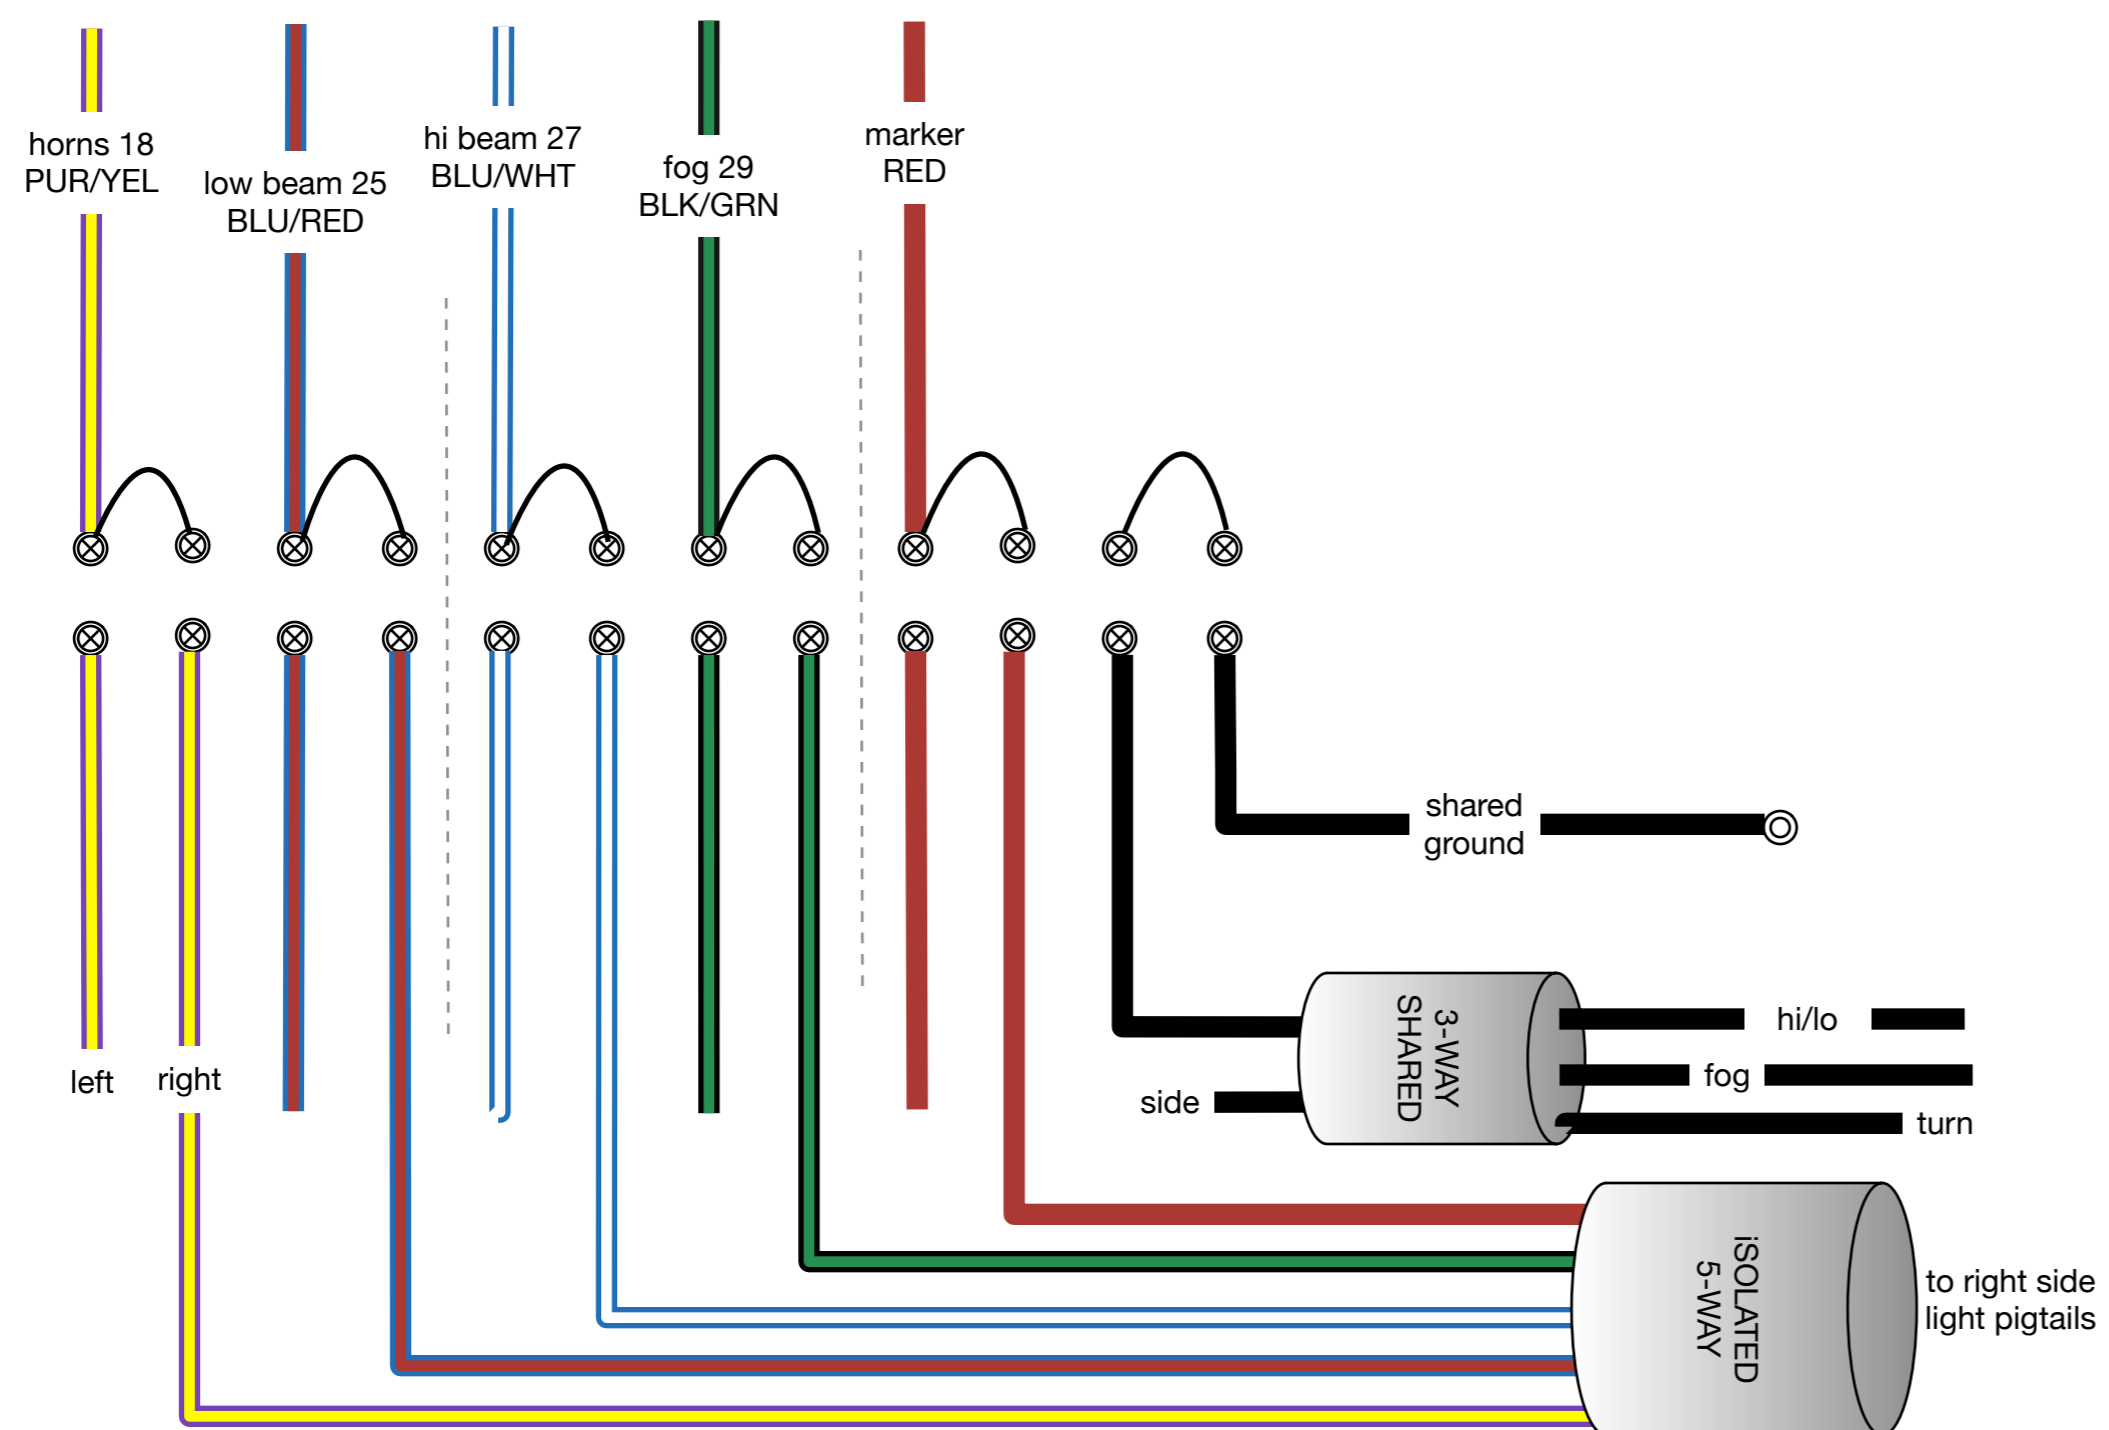 horns 18
PUR/YEL
low beam 25
BLU/RED
hi beam 27
BLU/WHT
fog 29
BLK/GRN
marker
RED
shared
ground
3-WAY
SHARED
hi/lo
fog
turn
side
left
right
iSOLATED
5-WAY
to right side
light pigtails